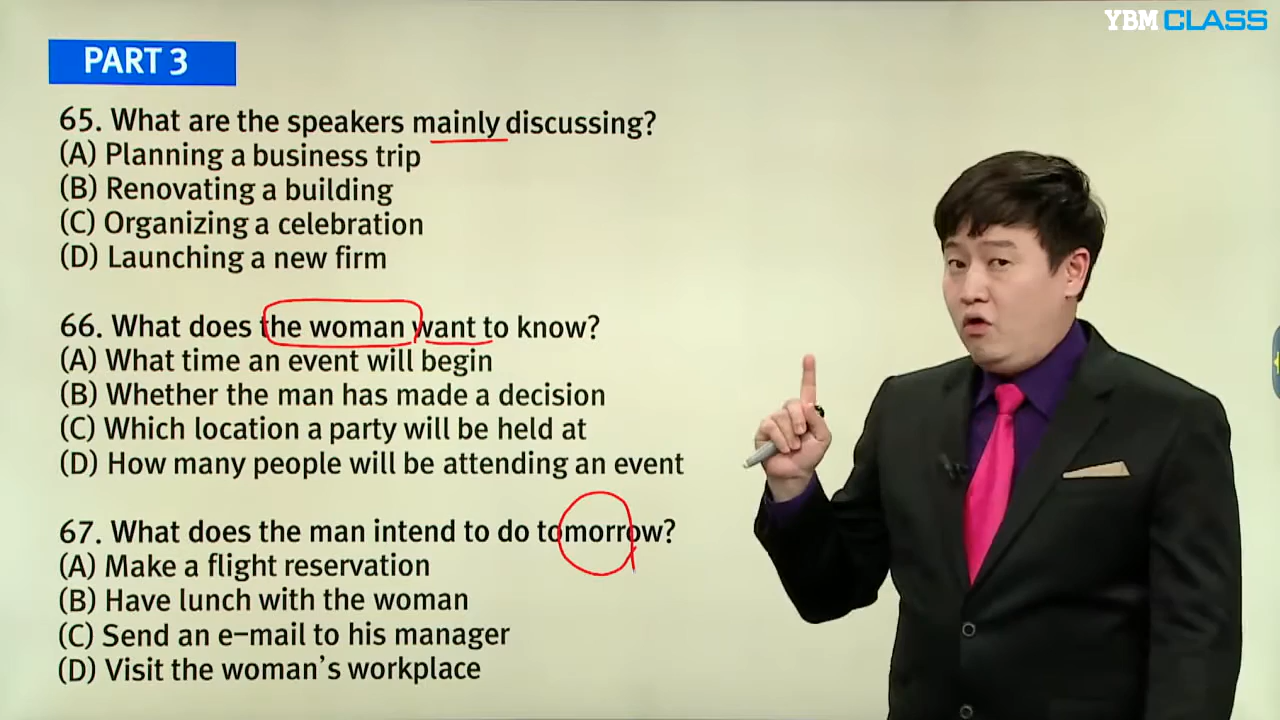 YBM CLASS
PART 3
65. What are the speakers mainly discussing?
(A) Planning a business trip
(B) Renovating a building
(C) Organizing a celebration
(D) Launching a new firm
66. What does the woman want to know?
(A) What time an event will begin
(B) Whether the man has made a decision
(C) Which location a party will be held at
(D) How many people will be attending an event
67. What does the man intend to do tomorrow?
(A) Make a flight reservation
(B) Have lunch with the woman
(C) Send an e-mail to his manager
(D) Visit the woman's workplace